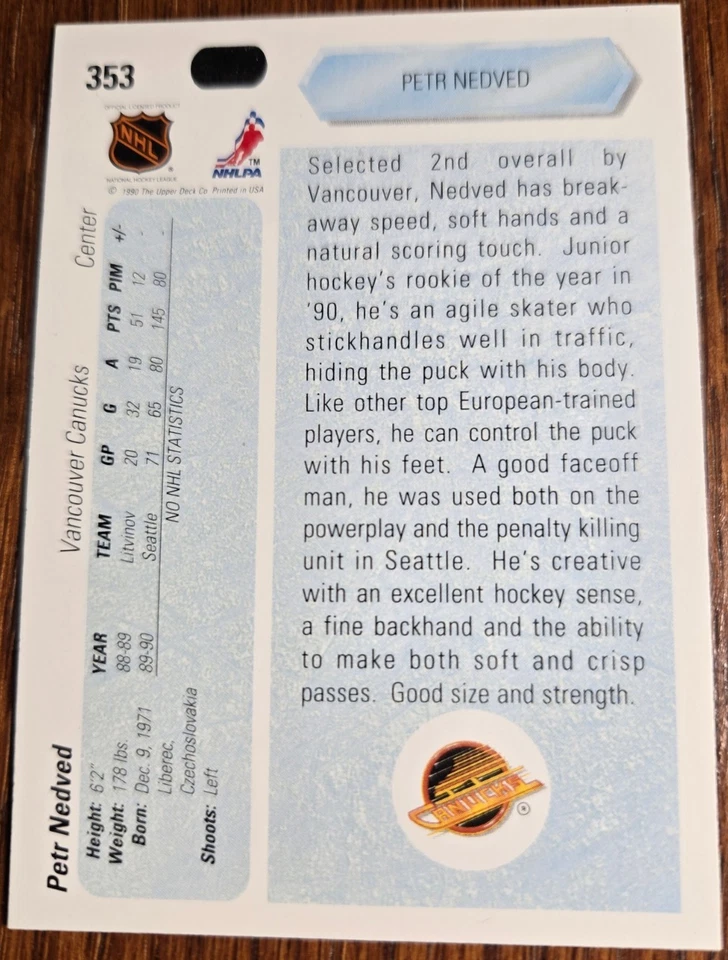 353
PETR NEDVED
OFFICIAL LICENSED PRODUCT
NHL
NATIONAL HOCKEY LEAGUE
TM
NHLPA
© 1990 The Upper Deck Co. Printed in USA
Petr Nedved Vancouver Canucks Center
Height: 6'2"
Weight: 178 lbs.
Born: Dec. 9, 1971
Liberec,
Czechoslovakia
Shoots: Left
YEAR TEAM GP G A PTS PIM +/-
88-89 Litvinov 20 32 19 51 12 -
89-90 Seattle 71 65 80 145 80 -
NO NHL STATISTICS
Selected 2nd overall by
Vancouver, Nedved has break-
away speed, soft hands and a
natural scoring touch. Junior
hockey's rookie of the year in
'90, he's an agile skater who
stickhandles well in traffic,
hiding the puck with his body.
Like other top European-trained
players, he can control the puck
with his feet. A good faceoff
man, he was used both on the
powerplay and the penalty killing
unit in Seattle. He's creative
with an excellent hockey sense,
a fine backhand and the ability
to make both soft and crisp
passes. Good size and strength.
CANUCKS
®